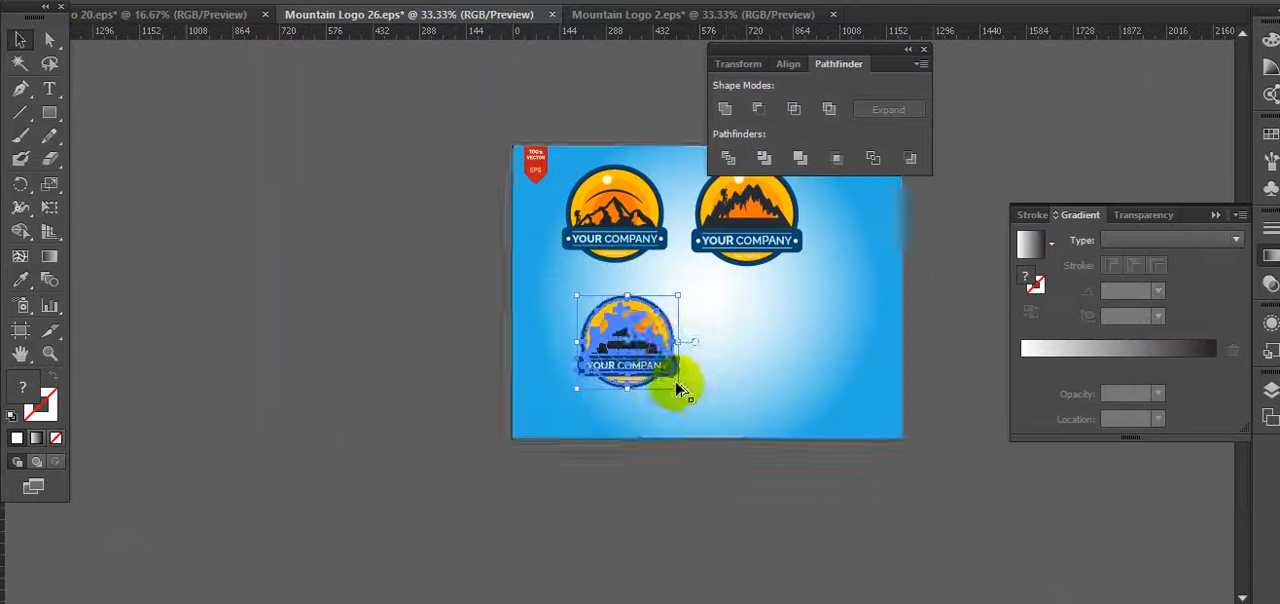 o 20.eps* @ 16.67% (RGB/Preview) × Mountain Logo 26.eps* @ 33.33% (RGB/Preview) × Mountain Logo 2.eps* @ 33.33% (RGB/Preview) ×
1296 1152 1008 864 720 576 432 288 144 0 144 288 432 576 720 864 1008 1152 1296 1440 1584 1728 1872 2016 2160
Transform Align Pathfinder
Shape Modes:
Expand
Pathfinders:
100%
VECTOR
EPS
YOUR COMPANY
YOUR COMPANY
YOUR COMPAN
Stroke Gradient Transparency
Type:
Stroke:
?
Opacity:
Location:
?